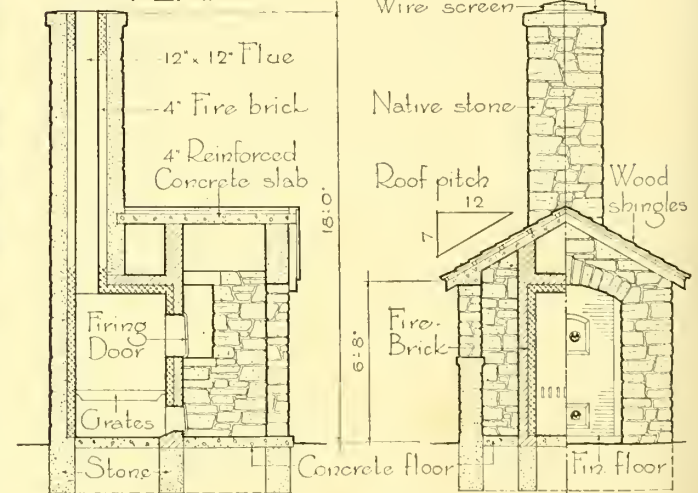 Wire screen
12" x 12" Flue
4" Fire brick
4" Reinforced
Concrete slab
18'-0"
Native stone
Roof pitch
12
7
Wood
shingles
Firing
Door
6'-8"
Fire-
Brick
Grates
Stone
Concrete floor
Fin. floor